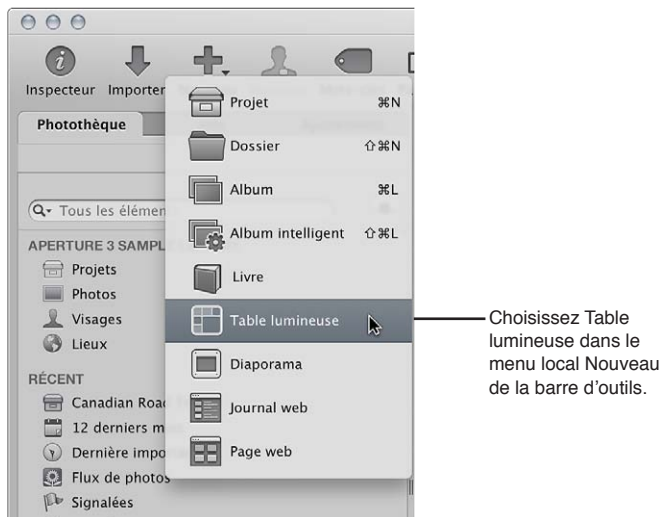 Inspecteur Importer
Photothèque
Tous les élémen
APERTURE 3 SAMPL
Projets
Photos
Visages
Lieux
RÉCENT
Canadian Road
12 derniers m
Dernière impo
Flux de photos
Signalées
Projet ⌘N
Dossier ⇧⌘N
Album ⌘L
Album intelligent ⇧⌘L
Livre
Table lumineuse
Diaporama
Journal web
Page web
Choisissez Table
lumineuse dans le
menu local Nouveau
de la barre d’outils.